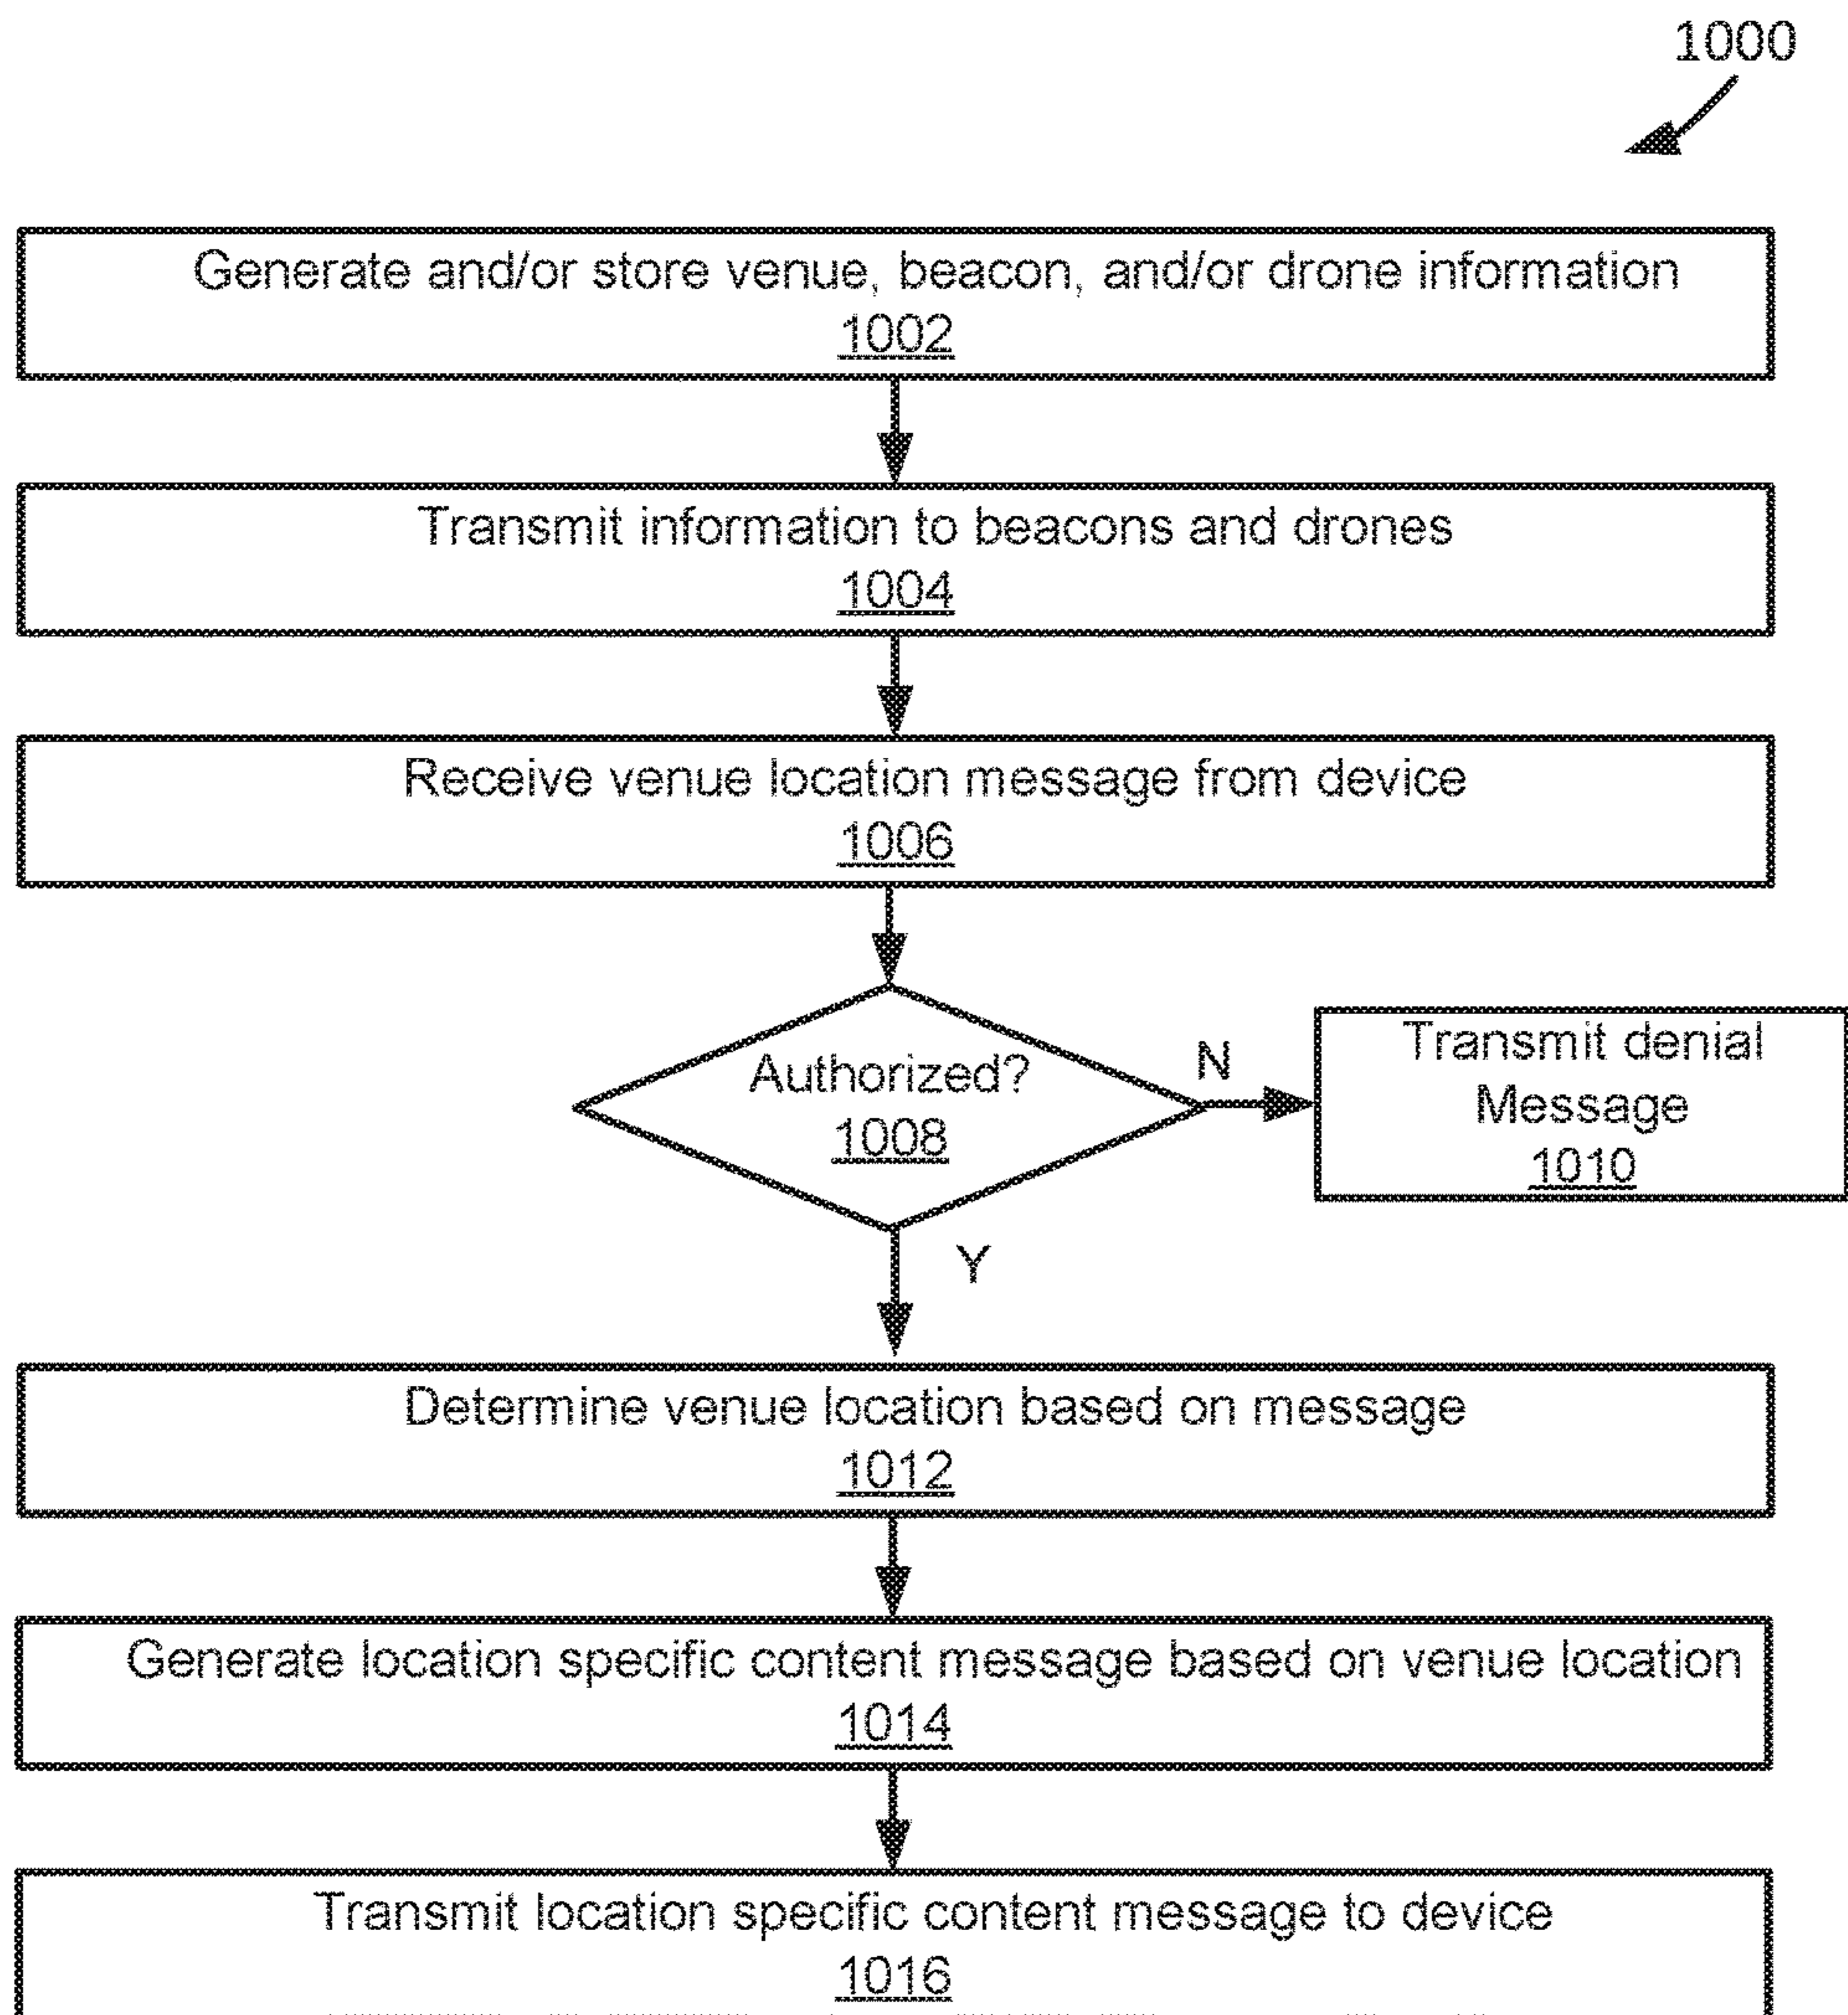 1000
Generate and/or store venue, beacon, and/or drone information
1002
Transmit information to beacons and drones
1004
Receive venue location message from device
1006
Authorized?
1008
N
Transmit denial
Message
1010
Y
Determine venue location based on message
1012
Generate location specific content message based on venue location
1014
Transmit location specific content message to device
1016